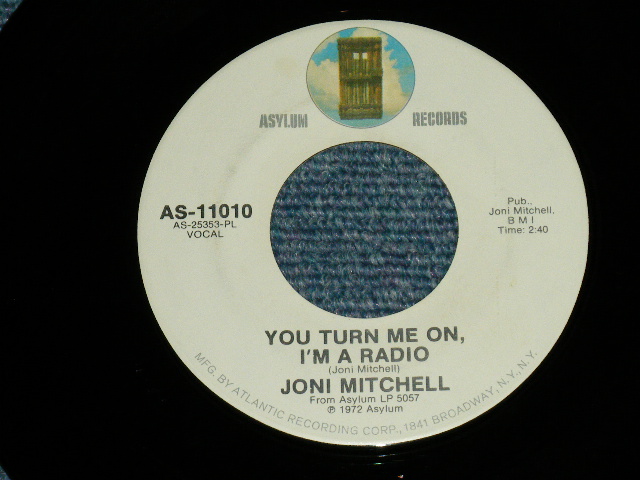 ASYLUM RECORDS
AS-11010
AS-25353-PL
VOCAL
Pub.,
Joni Mitchell,
B M I
Time: 2:40
YOU TURN ME ON,
I'M A RADIO
(Joni Mitchell)
JONI MITCHELL
From Asylum LP 5057
℗ 1972 Asylum
MFG. BY ATLANTIC RECORDING CORP., 1841 BROADWAY, N.Y., N.Y.